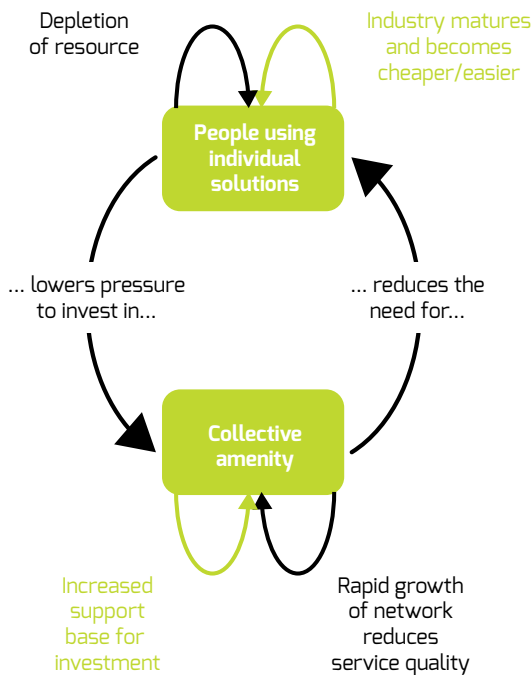 Depletion
of resource
Industry matures
and becomes
cheaper/easier
People using
individual
solutions
... lowers pressure
to invest in...
... reduces the
need for...
Collective
amenity
Increased
support
base for
investment
Rapid growth
of network
reduces
service quality